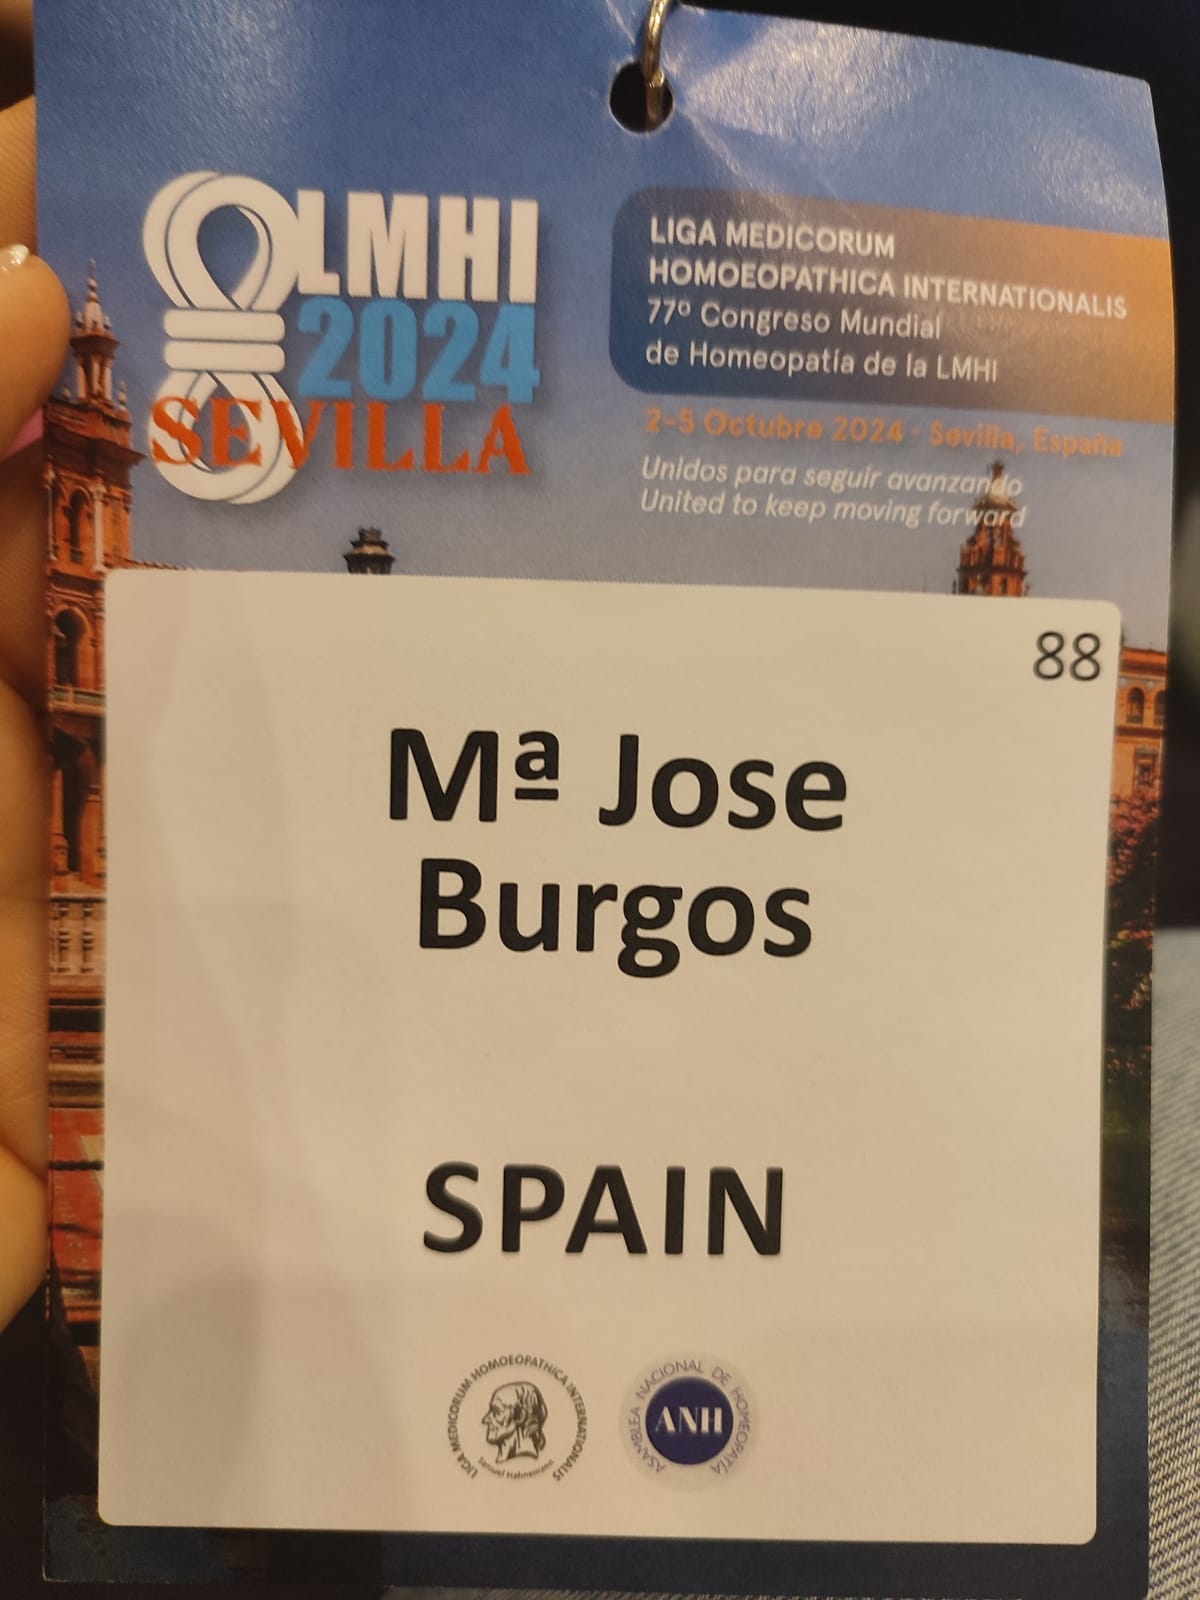 LMHI
2024
SEVILLA
LIGA MEDICORUM
HOMOEOPATHICA INTERNATIONALIS
77º Congreso Mundial
de Homeopatía de la LMHI
2-5 Octubre 2024 - Sevilla, España
Unidos para seguir avanzando
United to keep moving forward
88
Mª Jose
Burgos
SPAIN
LIGA MEDICORUM HOMOEOPATHICA INTERNATIONALIS
Samuel Hahnemann
ASAMBLEA NACIONAL DE HOMEOPATÍA
ANH